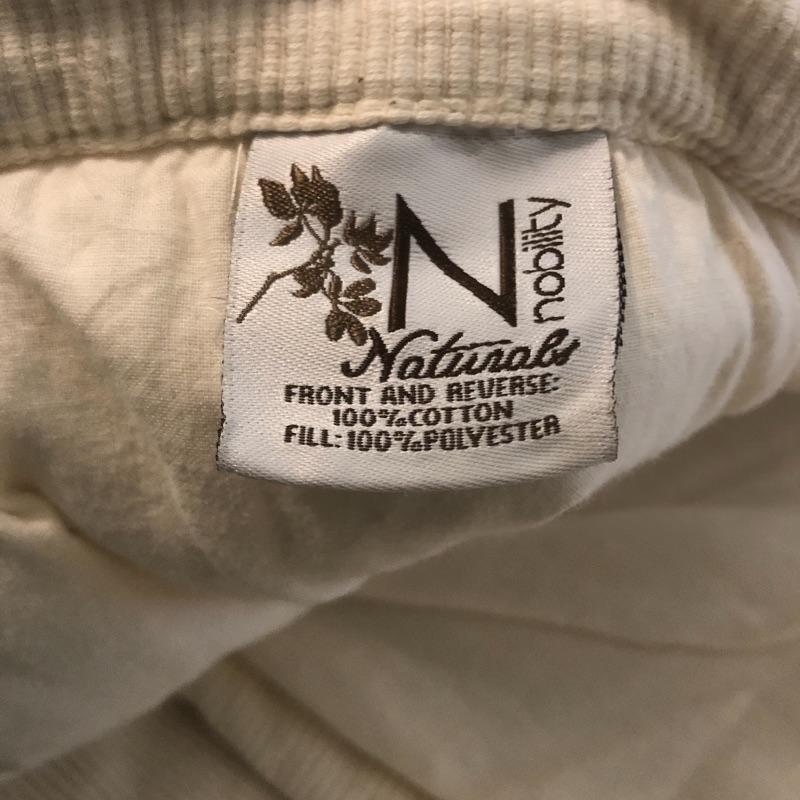 N nobility
Naturals
FRONT AND REVERSE:
100%COTTON
FILL:100%POLYESTER